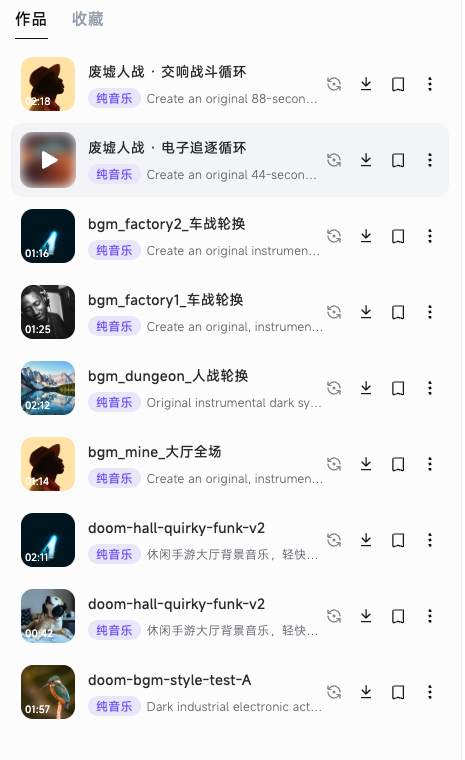 作品 收藏
废墟人战 · 交响战斗循环
02:18 纯音乐 Create an original 88-secon...
废墟人战 · 电子追逐循环
纯音乐 Create an original 44-secon...
bgm_factory2_车战轮换
01:16 纯音乐 Create an original instrumen...
bgm_factory1_车战轮换
01:25 纯音乐 Create an original, instrumen...
bgm_dungeon_人战轮换
02:12 纯音乐 Original instrumental dark sy...
bgm_mine_大厅全场
01:14 纯音乐 Create an original, instrumen...
doom-hall-quirky-funk-v2
02:11 纯音乐 休闲手游大厅背景音乐，轻快...
doom-hall-quirky-funk-v2
00:42 纯音乐 休闲手游大厅背景音乐，轻快...
doom-bgm-style-test-A
01:57 纯音乐 Dark industrial electronic act...